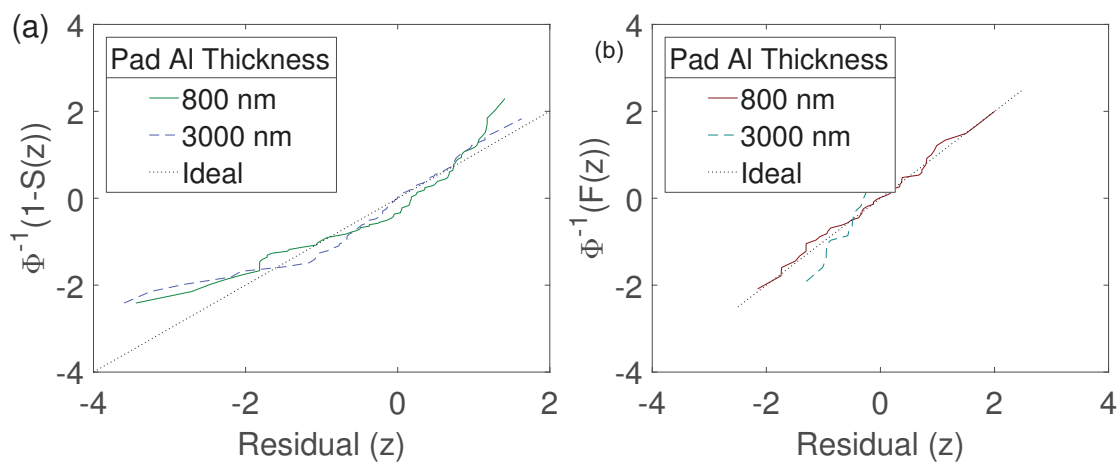 (a)
4
2
0
-2
-4
-4
-2
0
2
Φ⁻¹(1-S(z))
Residual (z)
Pad Al Thickness
800 nm
3000 nm
Ideal
(b)
4
2
0
-2
-4
-4
-2
0
2
4
Φ⁻¹(F(z))
Residual (z)
Pad Al Thickness
800 nm
3000 nm
Ideal